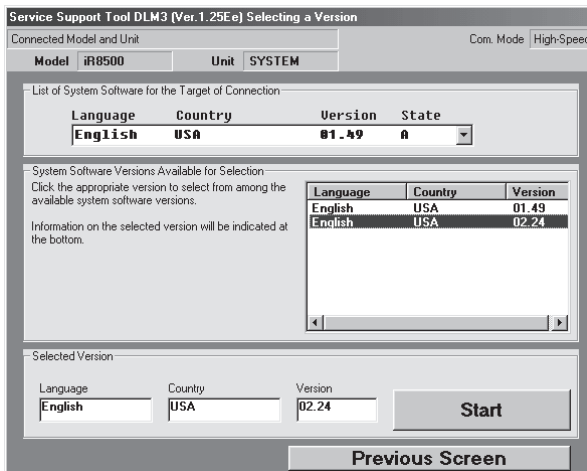 Service Support Tool DLM3 (Ver.1.25Ee) Selecting a Version
Connected Model and Unit
Com. Mode High-Speed
Model iR8500 Unit SYSTEM
List of System Software for the Target of Connection
Language Country Version State
English USA 01.49 A
System Software Versions Available for Selection
Click the appropriate version to select from among the
available system software versions.
Information on the selected version will be indicated at
the bottom.
Language Country Version
English USA 01.49
English USA 02.24
Selected Version
Language Country Version
English USA 02.24
Start
Previous Screen